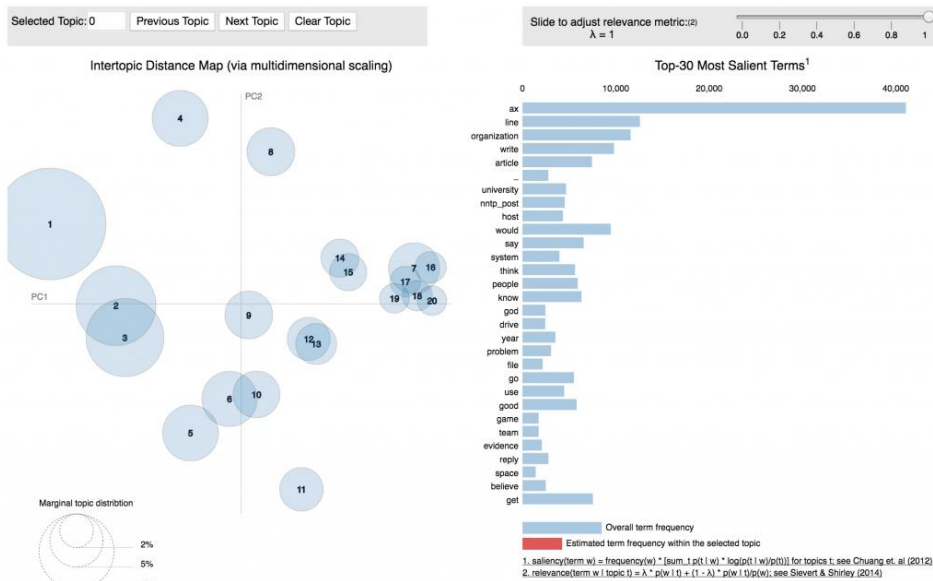 Selected Topic: 0 Previous Topic Next Topic Clear Topic
Slide to adjust relevance metric:(2)
λ = 1
0.0 0.2 0.4 0.6 0.8 1
Intertopic Distance Map (via multidimensional scaling)
PC2
PC1
4
8
1
14
15
7
16
17
2
19
18
20
9
3
12
13
6
10
5
11
Marginal topic distribtion
2%
5%
Top-30 Most Salient Terms1
0 10,000 20,000 30,000 40,000
ax
line
organization
write
article
_
university
nntp_post
host
would
say
system
think
people
know
god
drive
year
problem
file
go
use
good
game
team
evidence
reply
space
believe
get
Overall term frequency
Estimated term frequency within the selected topic
1. saliency(term w) = frequency(w) * [sum_t p(t | w) * log(p(t | w)/p(t))] for topics t; see Chuang et. al (2012)
2. relevance(term w | topic t) = λ * p(w | t) + (1 - λ) * p(w | t)/p(w); see Sievert & Shirley (2014)